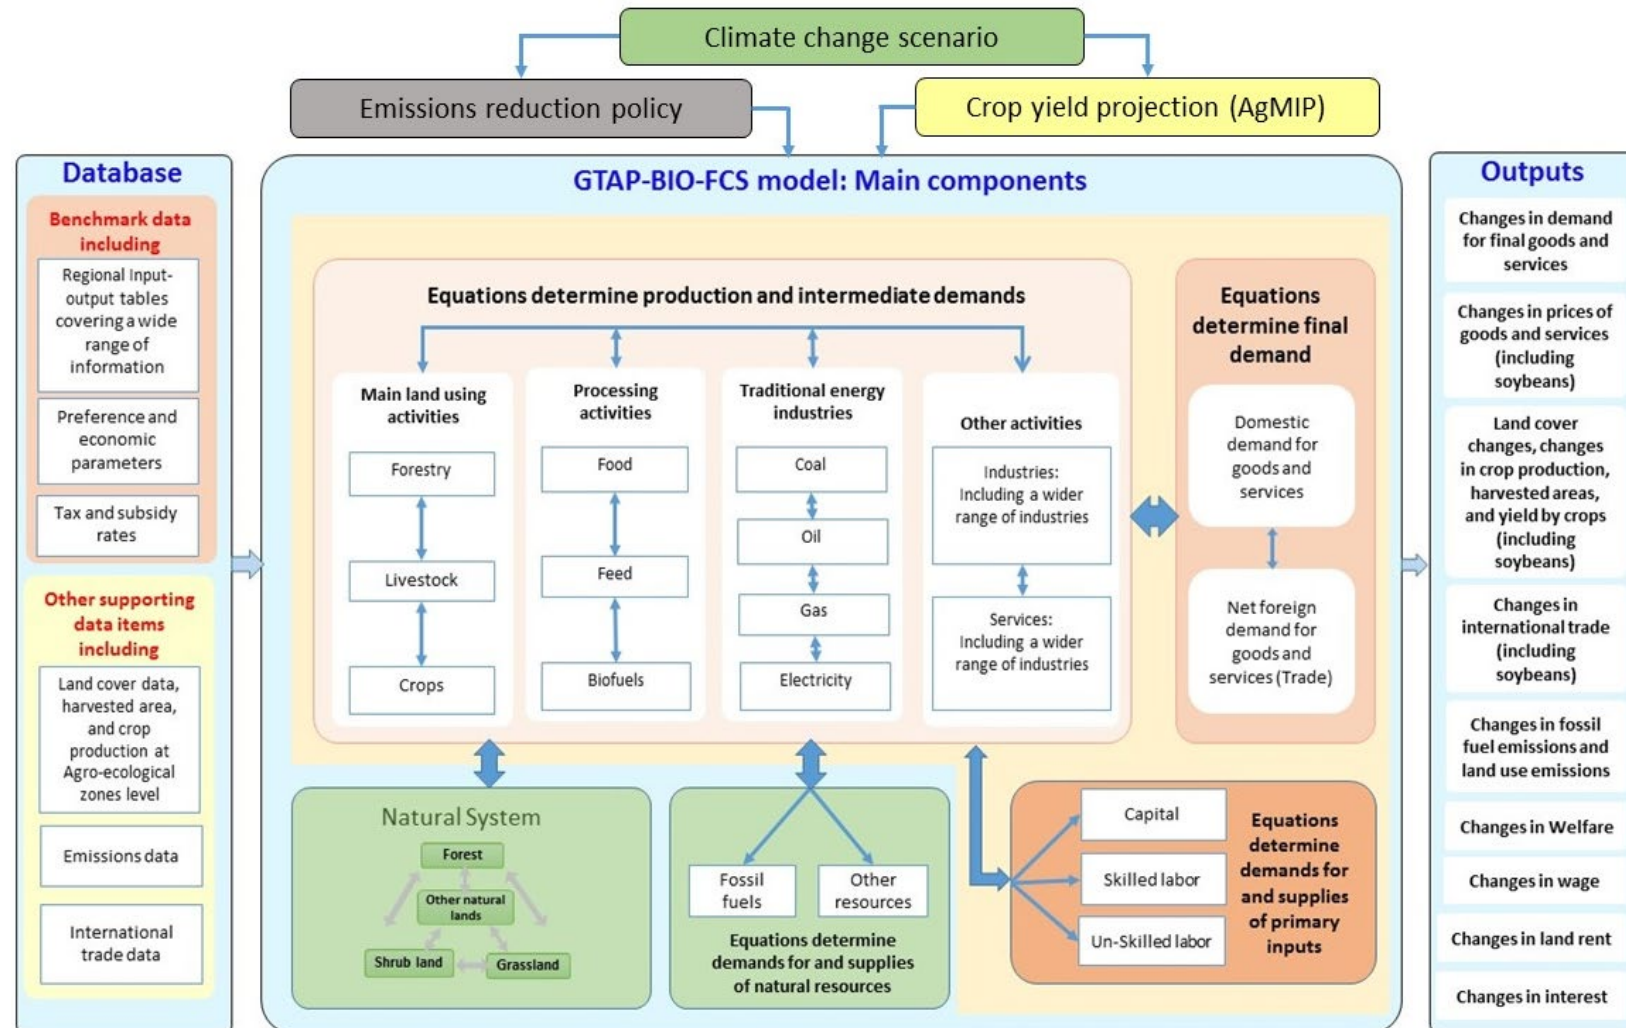 Climate change scenario
Emissions reduction policy
Crop yield projection (AgMIP)
Database
Benchmark data
including
Regional Input-
output tables
covering a wide
range of
information
Preference and
economic
parameters
Tax and subsidy
rates
Other supporting
data items
including
Land cover data,
harvested area,
and crop
production at
Agro-ecological
zones level
Emissions data
International
trade data
GTAP-BIO-FCS model: Main components
Equations determine production and intermediate demands
Main land using
activities
Forestry
Livestock
Crops
Processing
activities
Food
Feed
Biofuels
Traditional energy
industries
Coal
Oil
Gas
Electricity
Other activities
Industries:
Including a wider
range of industries
Services:
Including a wider
range of industries
Equations
determine final
demand
Domestic
demand for
goods and
services
Net foreign
demand for
goods and
services (Trade)
Natural System
Forest
Other natural
lands
Shrub land
Grassland
Fossil
fuels
Other
resources
Equations determine
demands for and supplies
of natural resources
Capital
Skilled labor
Un-Skilled labor
Equations
determine
demands for
and supplies
of primary
inputs
Outputs
Changes in demand
for final goods and
services
Changes in prices of
goods and services
(including
soybeans)
Land cover
changes, changes
in crop production,
harvested areas,
and yield by crops
(including
soybeans)
Changes in
international trade
(including
soybeans)
Changes in fossil
fuel emissions and
land use emissions
Changes in Welfare
Changes in wage
Changes in land rent
Changes in interest